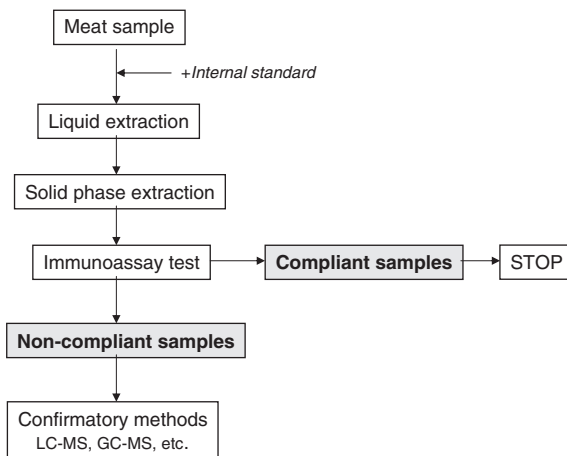 Meat sample
+Internal standard
Liquid extraction
Solid phase extraction
Immunoassay test
Compliant samples
STOP
Non-compliant samples
Confirmatory methods
LC-MS, GC-MS, etc.